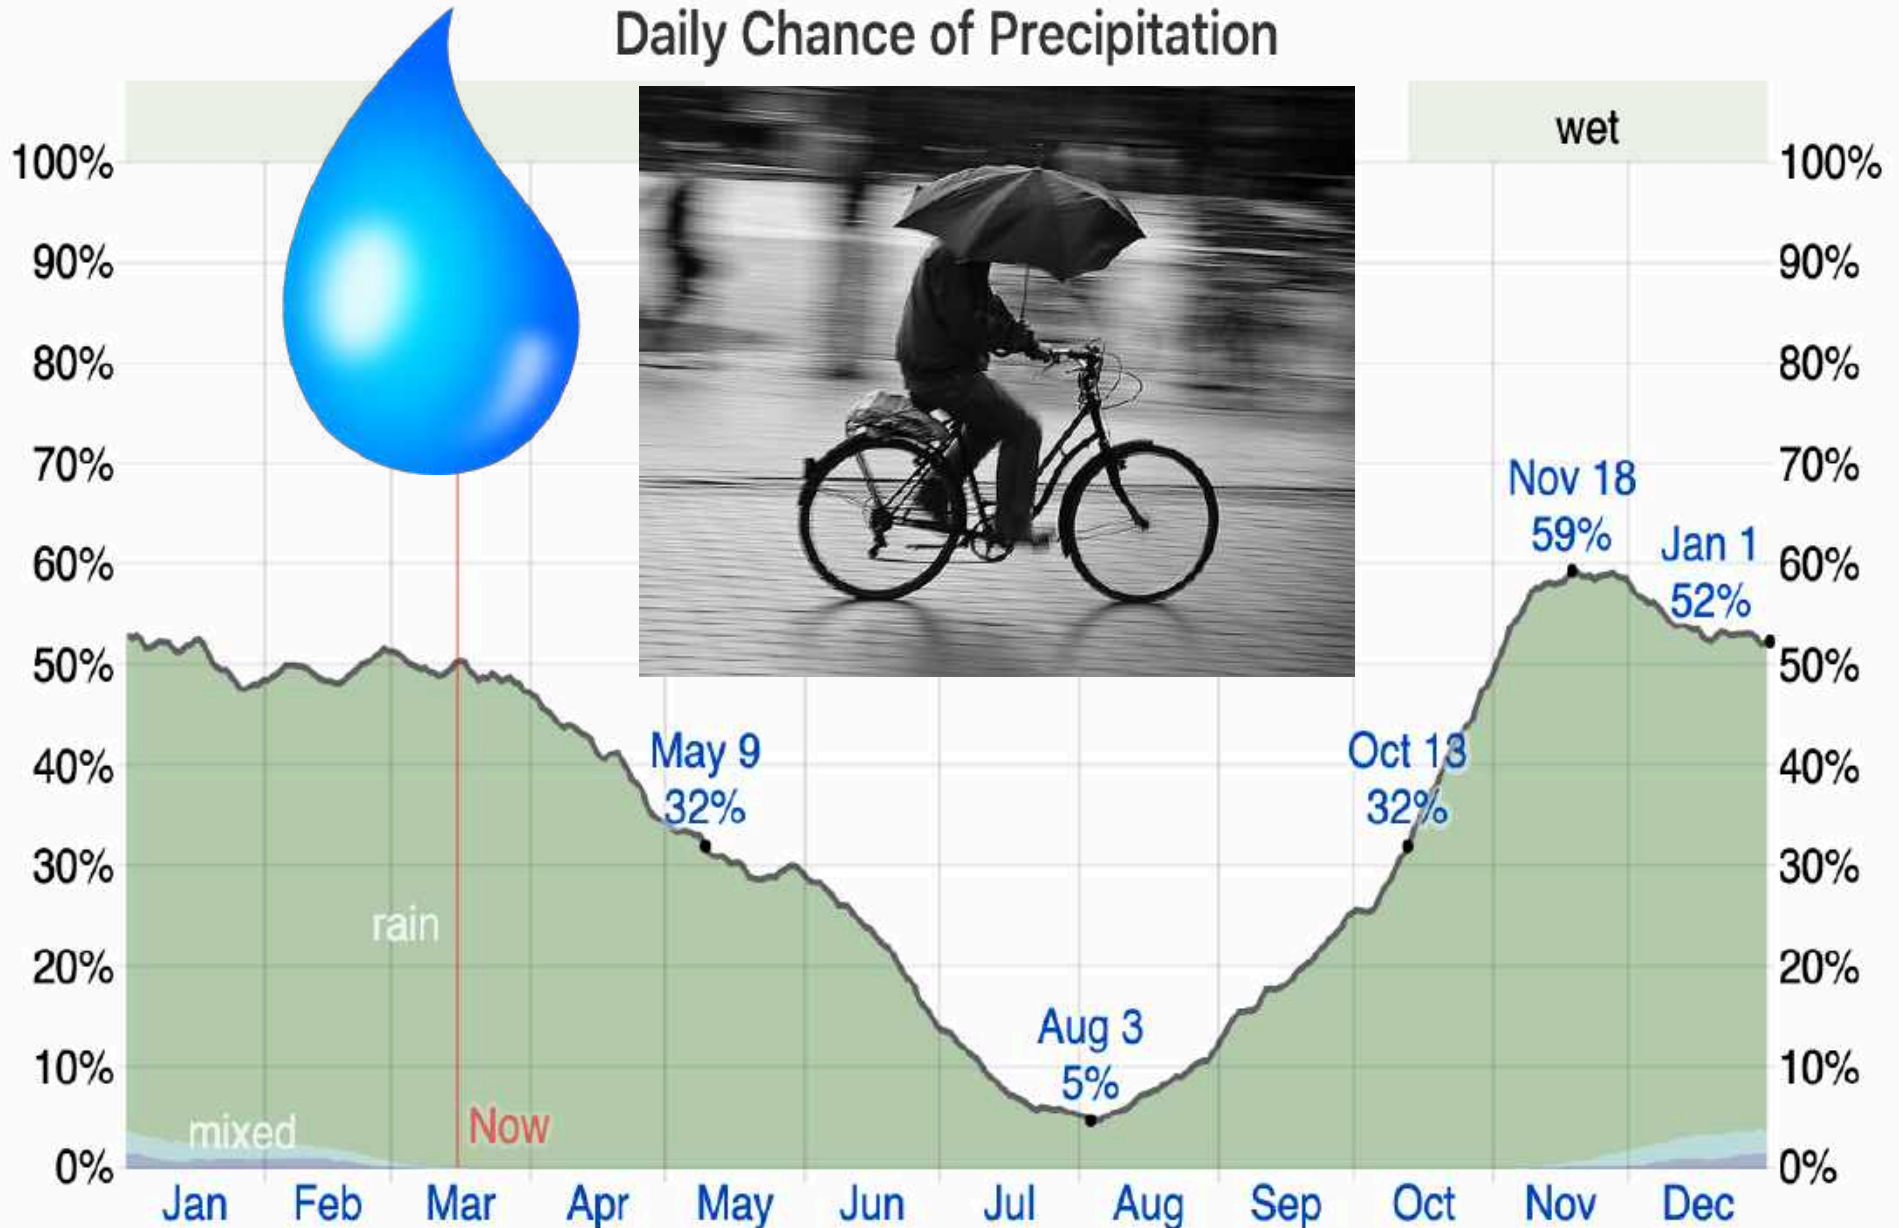 Daily Chance of Precipitation
wet
100%
100%
90%
90%
80%
80%
70%
70%
Nov 18
59%
Jan 1
52%
60%
60%
50%
50%
May 9
32%
Oct 13
32%
40%
40%
30%
30%
rain
20%
20%
Aug 3
5%
10%
10%
mixed
Now
0%
0%
Jan Feb Mar Apr May Jun Jul Aug Sep Oct Nov Dec